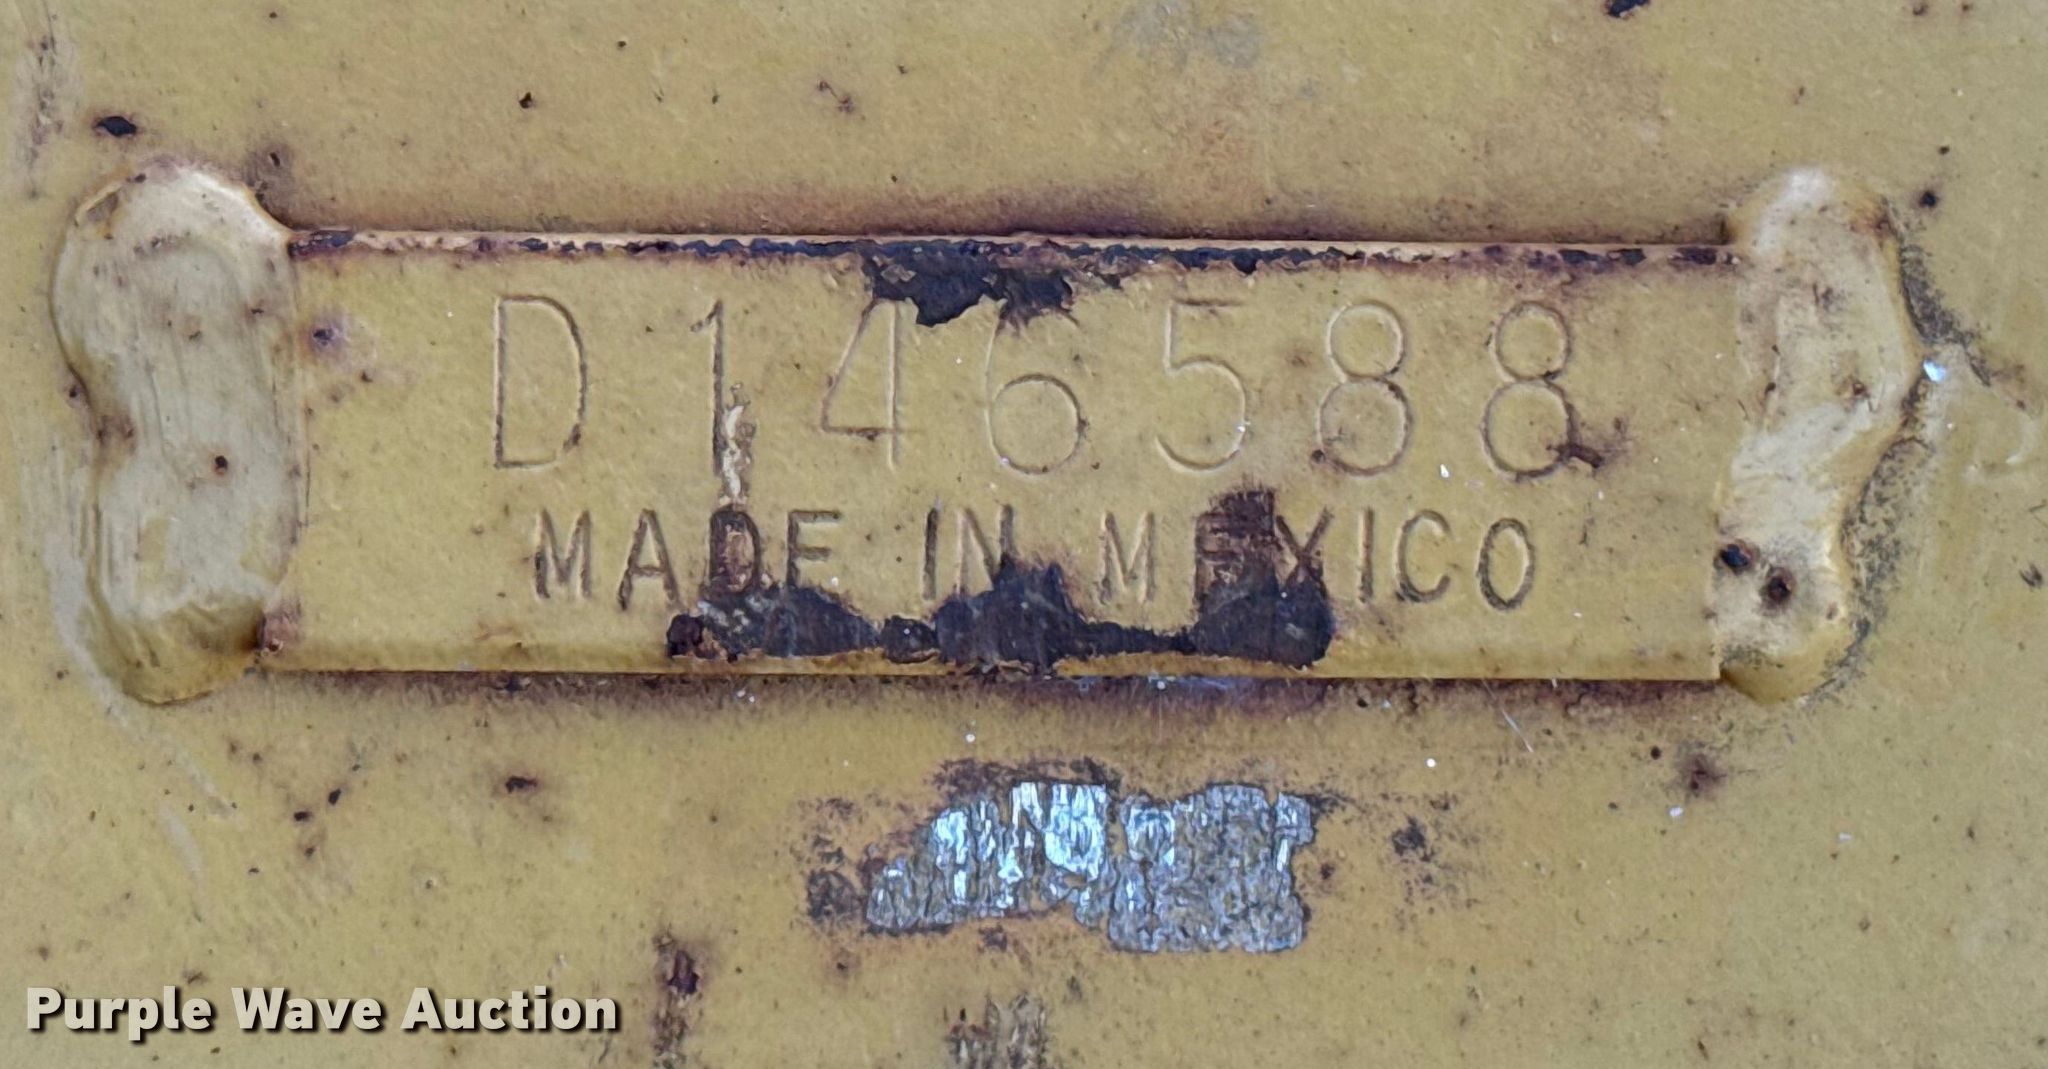 D146588
MADE IN MEXICO
Purple Wave Auction